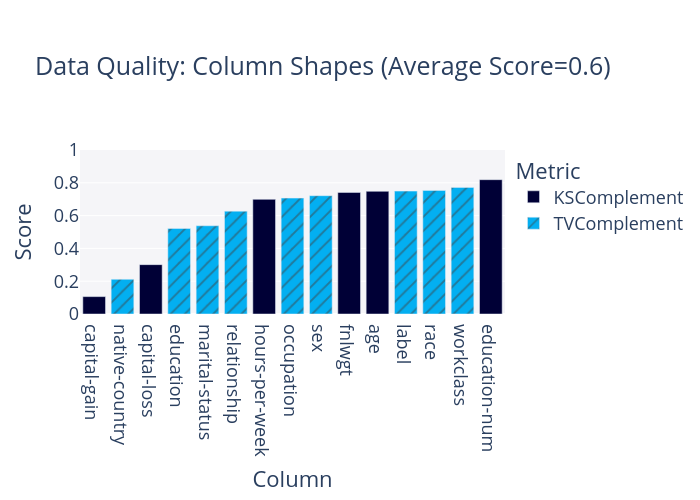 Data Quality: Column Shapes (Average Score=0.6)
Score
1
0.8
0.6
0.4
0.2
0
Metric
KSComplement
TVComplement
capital-gain
native-country
capital-loss
education
marital-status
relationship
hours-per-week
occupation
sex
fnlwgt
age
label
race
workclass
education-num
Column